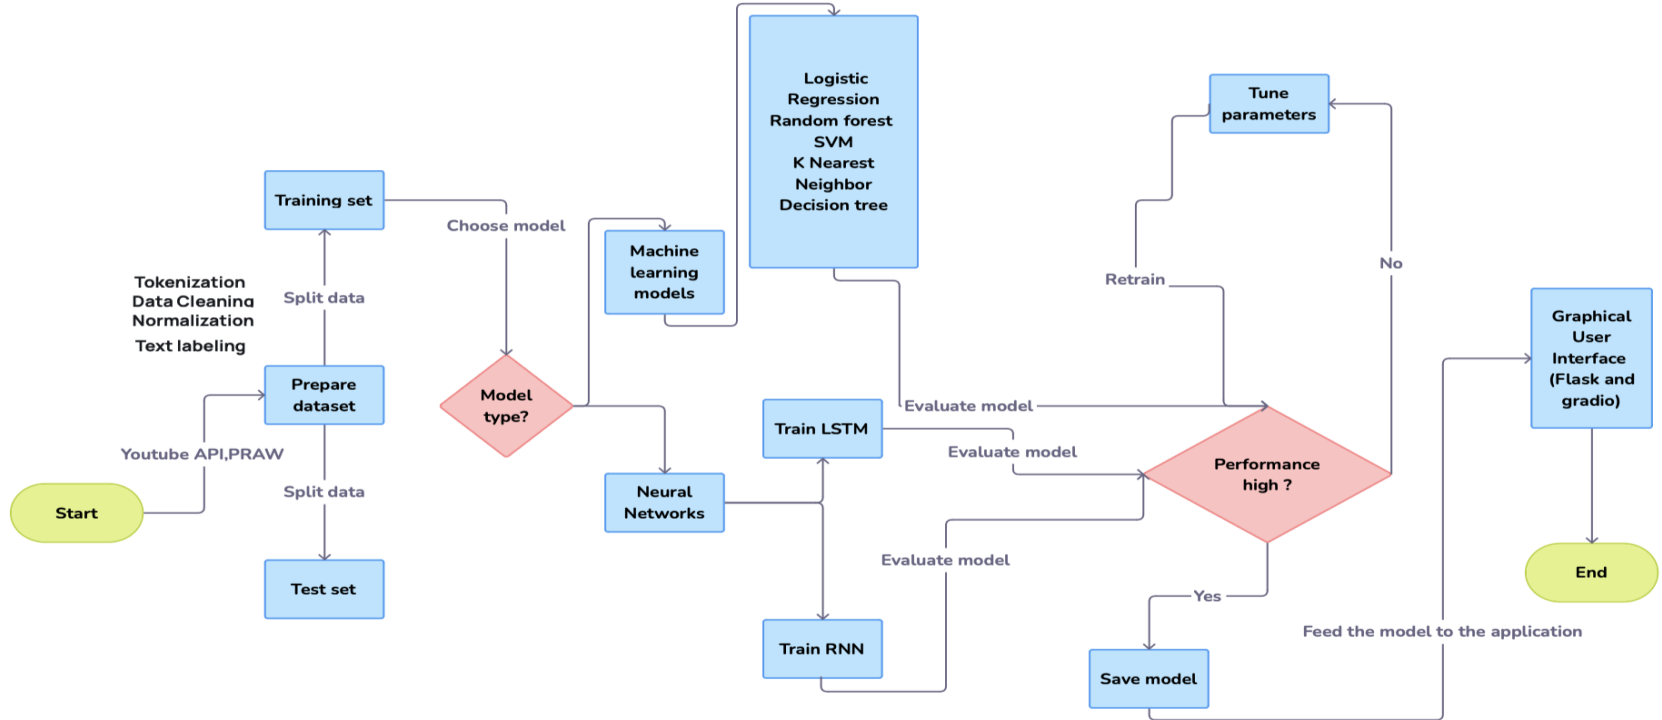 Start
Youtube API,PRAW
Tokenization
Data Cleaning
Normalization
Text labeling
Prepare
dataset
Split data
Training set
Split data
Test set
Choose model
Model
type?
Machine
learning
models
Logistic
Regression
Random forest
SVM
K Nearest
Neighbor
Decision tree
Neural
Networks
Train LSTM
Train RNN
Evaluate model
Evaluate model
Evaluate model
Performance
high ?
No
Tune
parameters
Retrain
Yes
Save model
Feed the model to the application
Graphical
User
Interface
(Flask and
gradio)
End